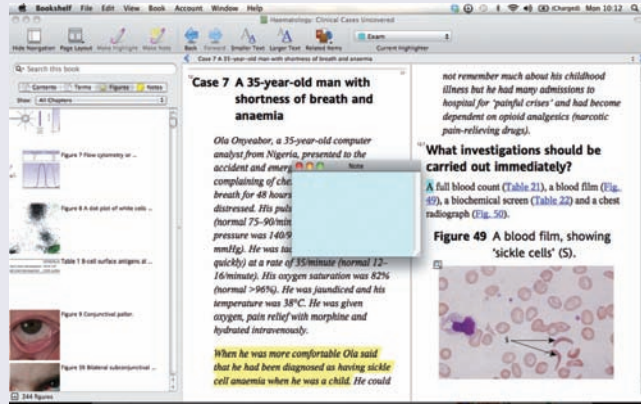 Bookshelf File Edit View Book Account Window Help
(Charged) Mon 10:12
Haematology: Clinical Cases Uncovered
Hide Navigation Page Layout Make Highlight Make Note Back Forward Smaller Text Larger Text Related Items Current Highlighter
Exam
Case 7 A 35-year-old man with shortness of breath and anaemia
Search this book
Contents Terms Figures Notes
Show: All Chapters
Figure 7 Flow cytometry or ...
Figure 8 A dot plot of white cells ...
Table 1 B-cell surface antigens at ...
Figure 9 Conjunctival pallor.
Figure 10 Bilateral subconjunctival ...
344 figures
Case 7 A 35-year-old man with
shortness of breath and
anaemia
Ola Onyeabor, a 35-year-old computer
analyst from Nigeria, presented to the
accident and emerg
complaining of che
breath for 48 hours
distressed. His puls
(normal 75–90/min
pressure was 140/9
mmHg). He was tac
quickly) at a rate of 35/minute (normal 12–
16/minute). His oxygen saturation was 82%
(normal >96%). He was jaundiced and his
temperature was 38°C. He was given
oxygen, pain relief with morphine and
hydrated intravenously.
When he was more comfortable Ola said
that he had been diagnosed as having sickle
cell anaemia when he was a child. He could
Note
not remember much about his childhood
illness but he had many admissions to
hospital for 'painful crises' and had become
dependent on opioid analgesics (narcotic
pain-relieving drugs).
What investigations should be
carried out immediately?
A full blood count (Table 21), a blood film (Fig.
49), a biochemical screen (Table 22) and a chest
radiograph (Fig. 50).
Figure 49 A blood film, showing
'sickle cells' (S).
S